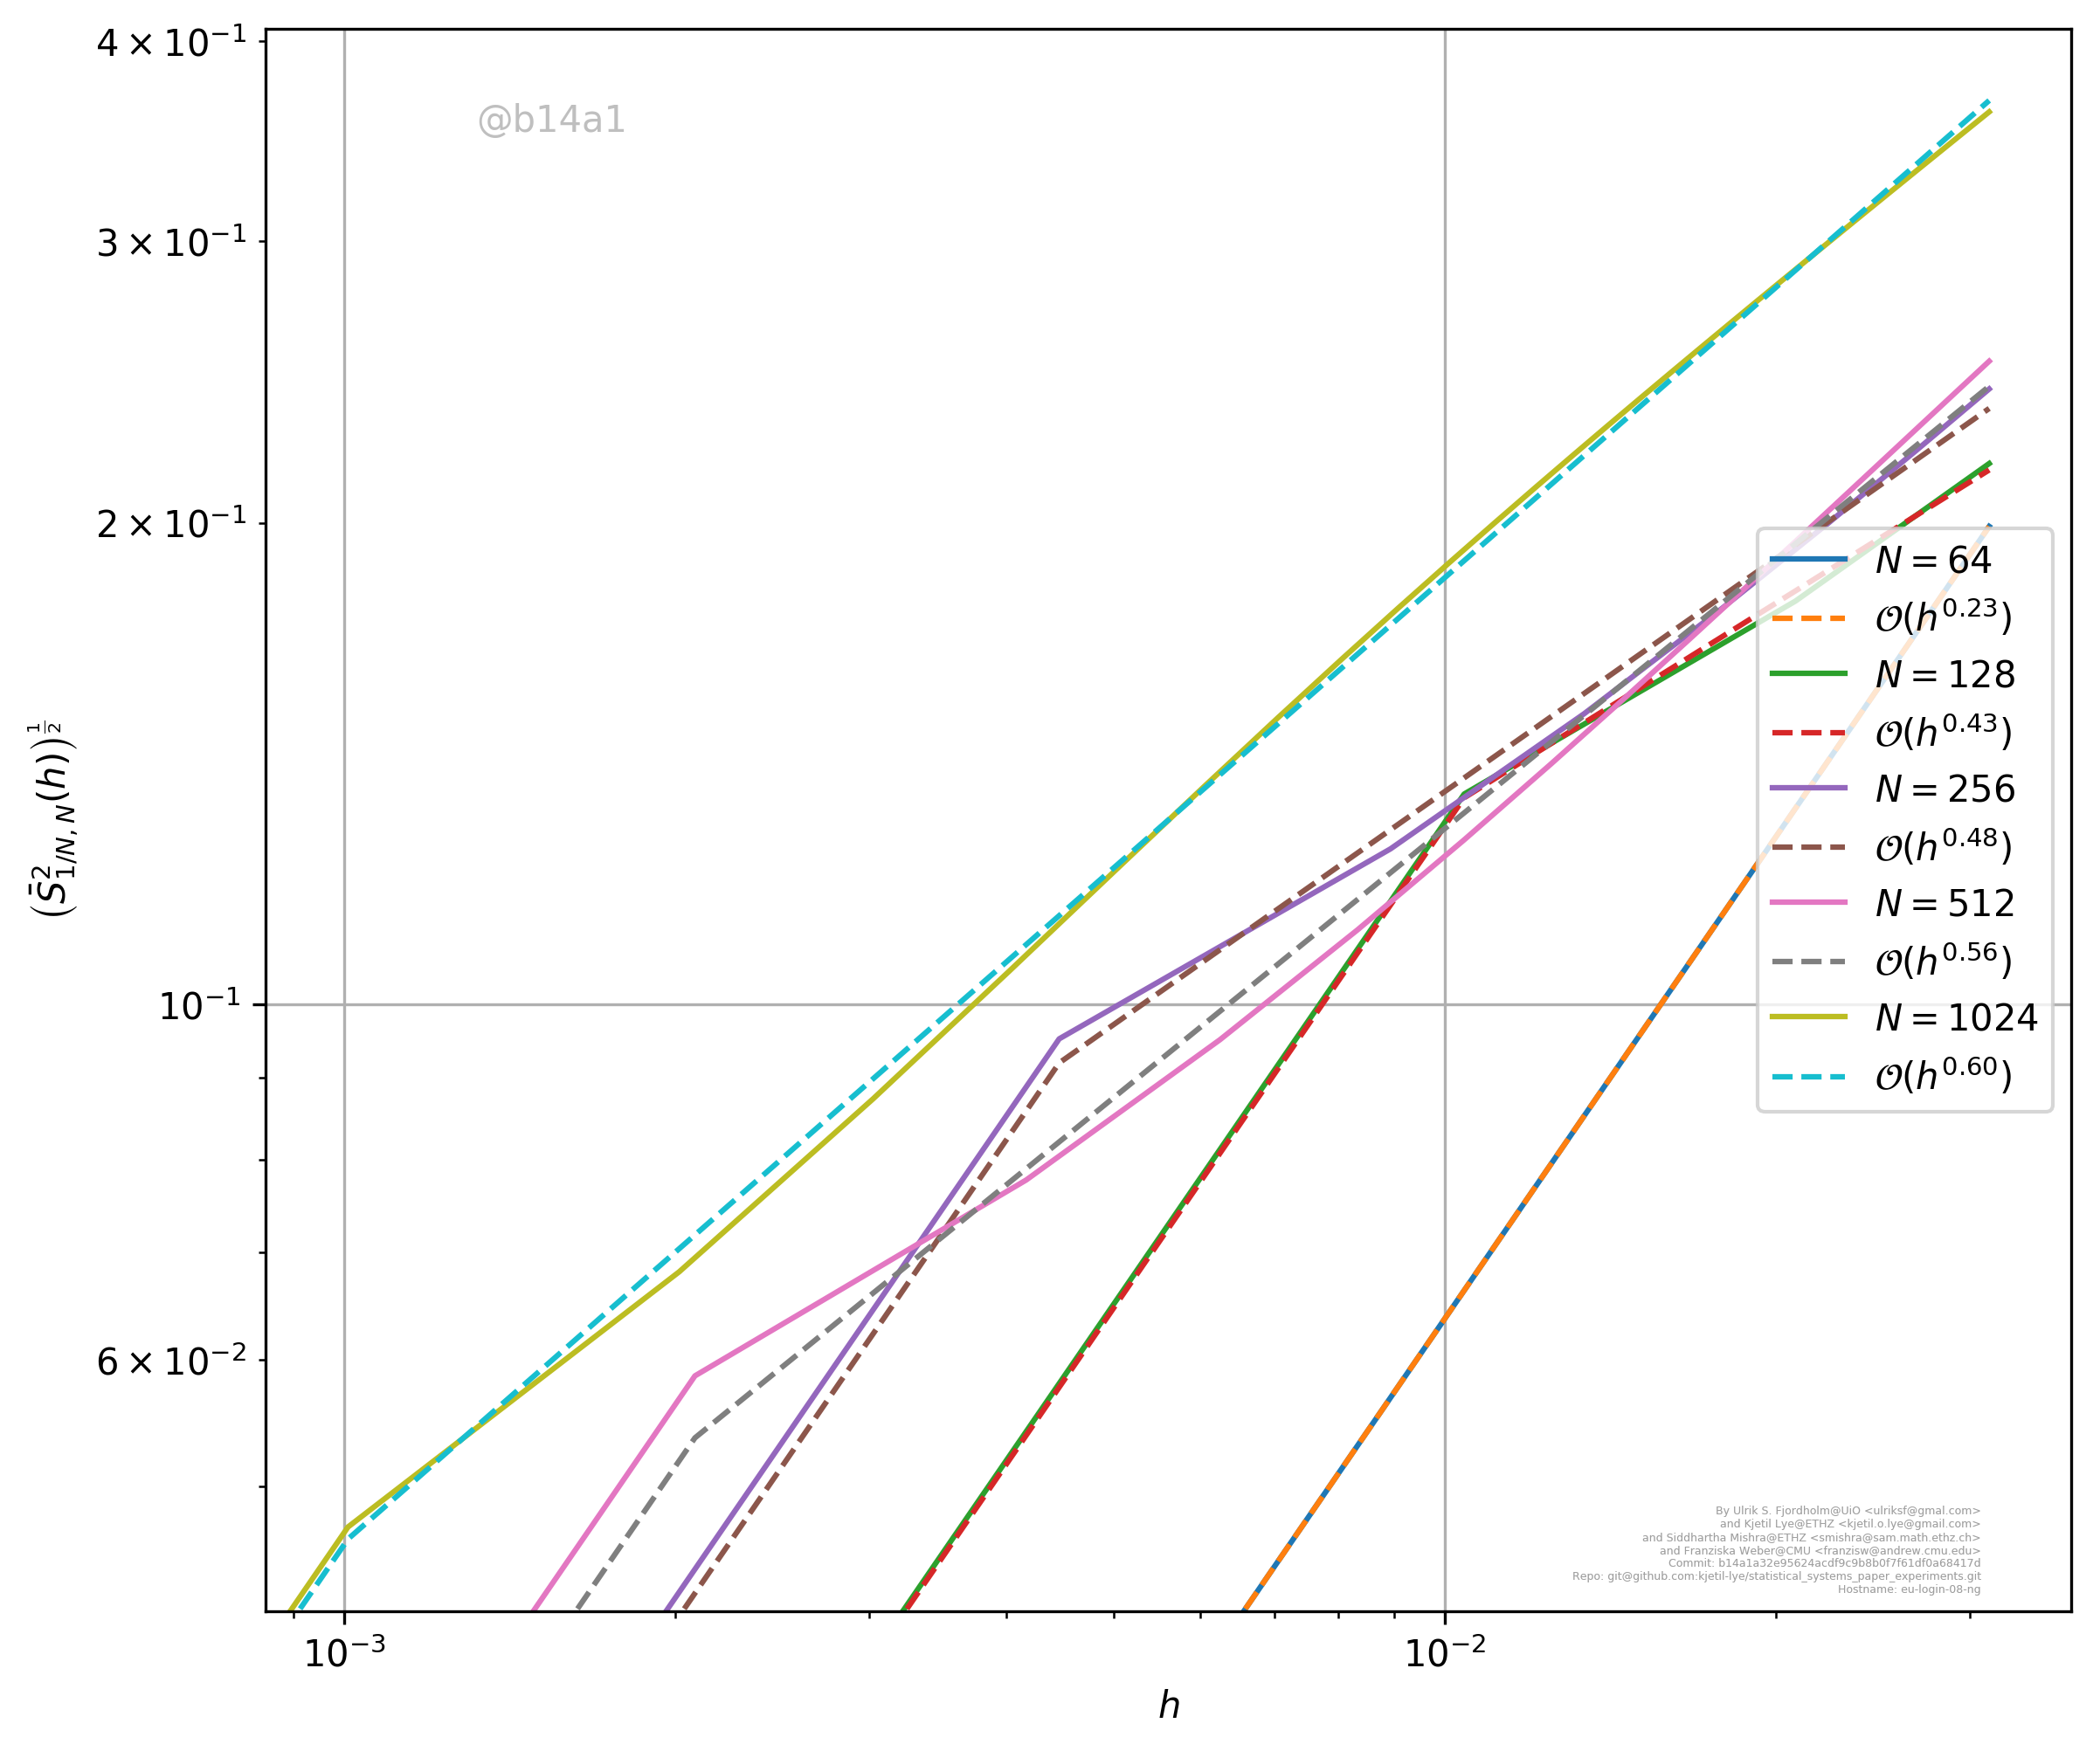 4 × 10⁻¹
3 × 10⁻¹
2 × 10⁻¹
10⁻¹
6 × 10⁻²
(S̄²_{1/N, N}(h))^{1/2}
@b14a1
N = 64
𝒪(h^{0.23})
N = 128
𝒪(h^{0.43})
N = 256
𝒪(h^{0.48})
N = 512
𝒪(h^{0.56})
N = 1024
𝒪(h^{0.60})
By Ulrik S. Fjordholm@UiO <ulriksf@gmal.com>
and Kjetil Lye@ETHZ <kjetil.o.lye@gmail.com>
and Siddhartha Mishra@ETHZ <smishra@sam.math.ethz.ch>
and Franziska Weber@CMU <franzisw@andrew.cmu.edu>
Commit: b14a1a32e95624acdf9c9b8b0f7f61df0a68417d
Repo: git@github.com:kjetil-lye/statistical_systems_paper_experiments.git
Hostname: eu-login-08-ng
10⁻³
10⁻²
h